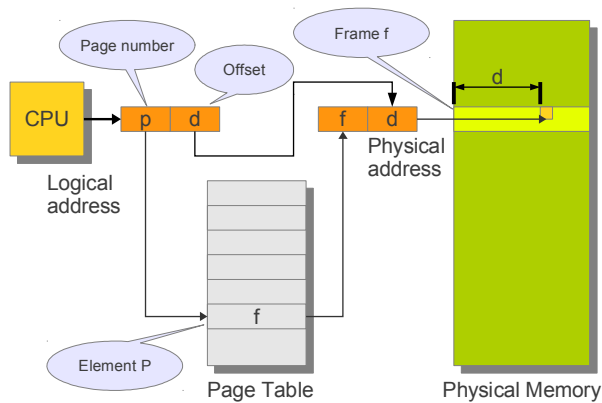 Page number
Offset
Frame f
d
CPU
p d
f d
Logical
address
Physical
address
f
Element P
Page Table
Physical Memory